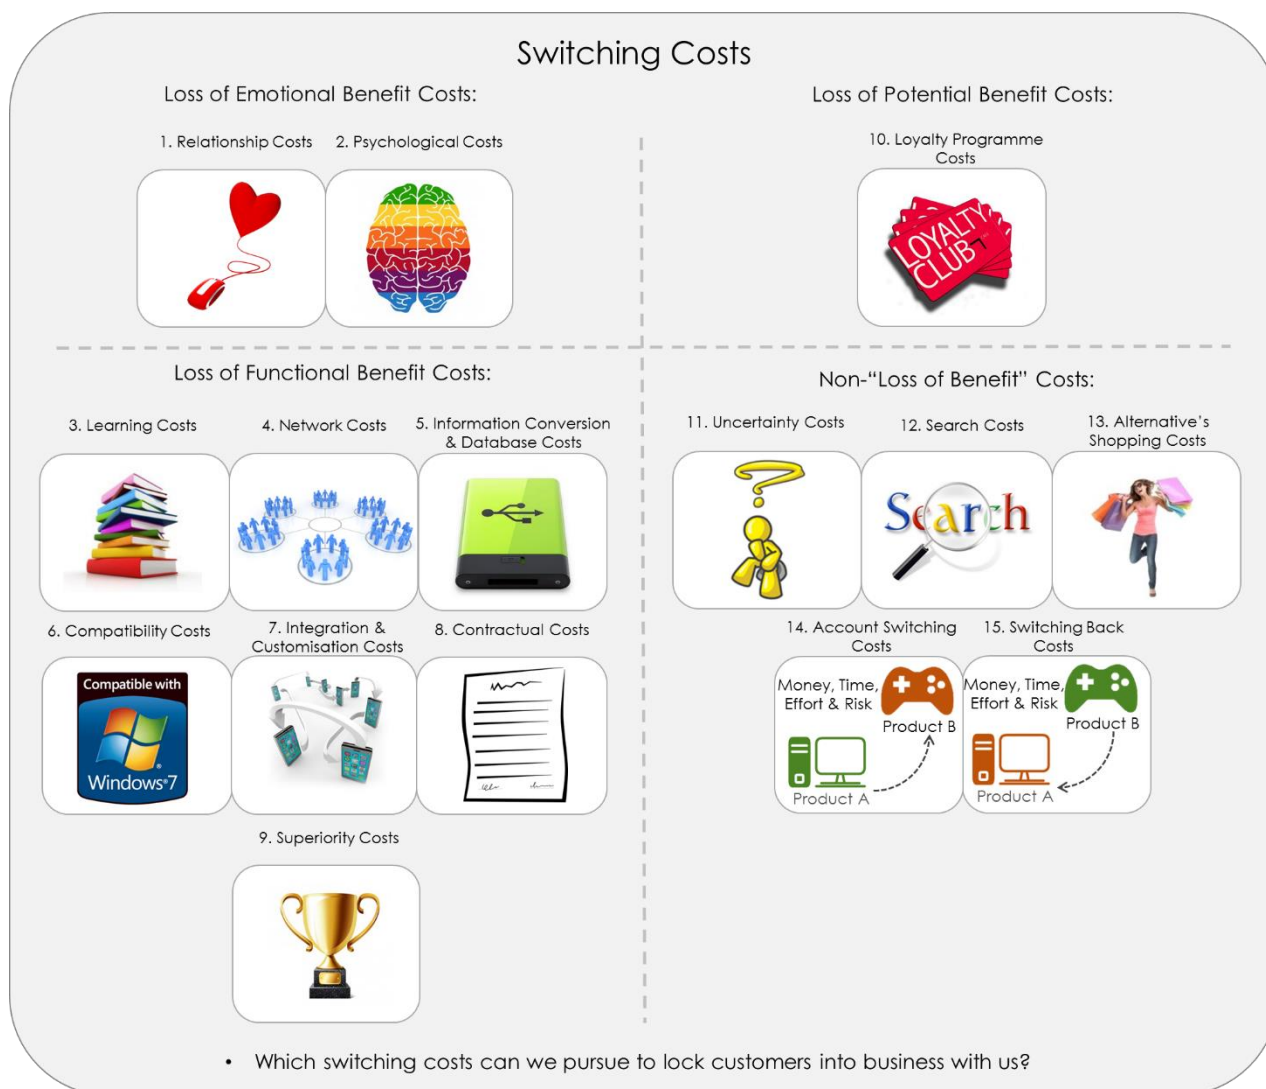 Switching Costs
Loss of Emotional Benefit Costs:
1. Relationship Costs
2. Psychological Costs
Loss of Potential Benefit Costs:
10. Loyalty Programme
Costs
LOYALTY
CLUB
Loss of Functional Benefit Costs:
3. Learning Costs
4. Network Costs
5. Information Conversion
& Database Costs
6. Compatibility Costs
Compatible with
Windows®7
7. Integration &
Customisation Costs
8. Contractual Costs
9. Superiority Costs
Non-“Loss of Benefit” Costs:
11. Uncertainty Costs
12. Search Costs
Search
13. Alternative’s
Shopping Costs
14. Account Switching
Costs
Money, Time,
Effort & Risk
Product B
Product A
15. Switching Back
Costs
Money, Time,
Effort & Risk
Product B
Product A
• Which switching costs can we pursue to lock customers into business with us?